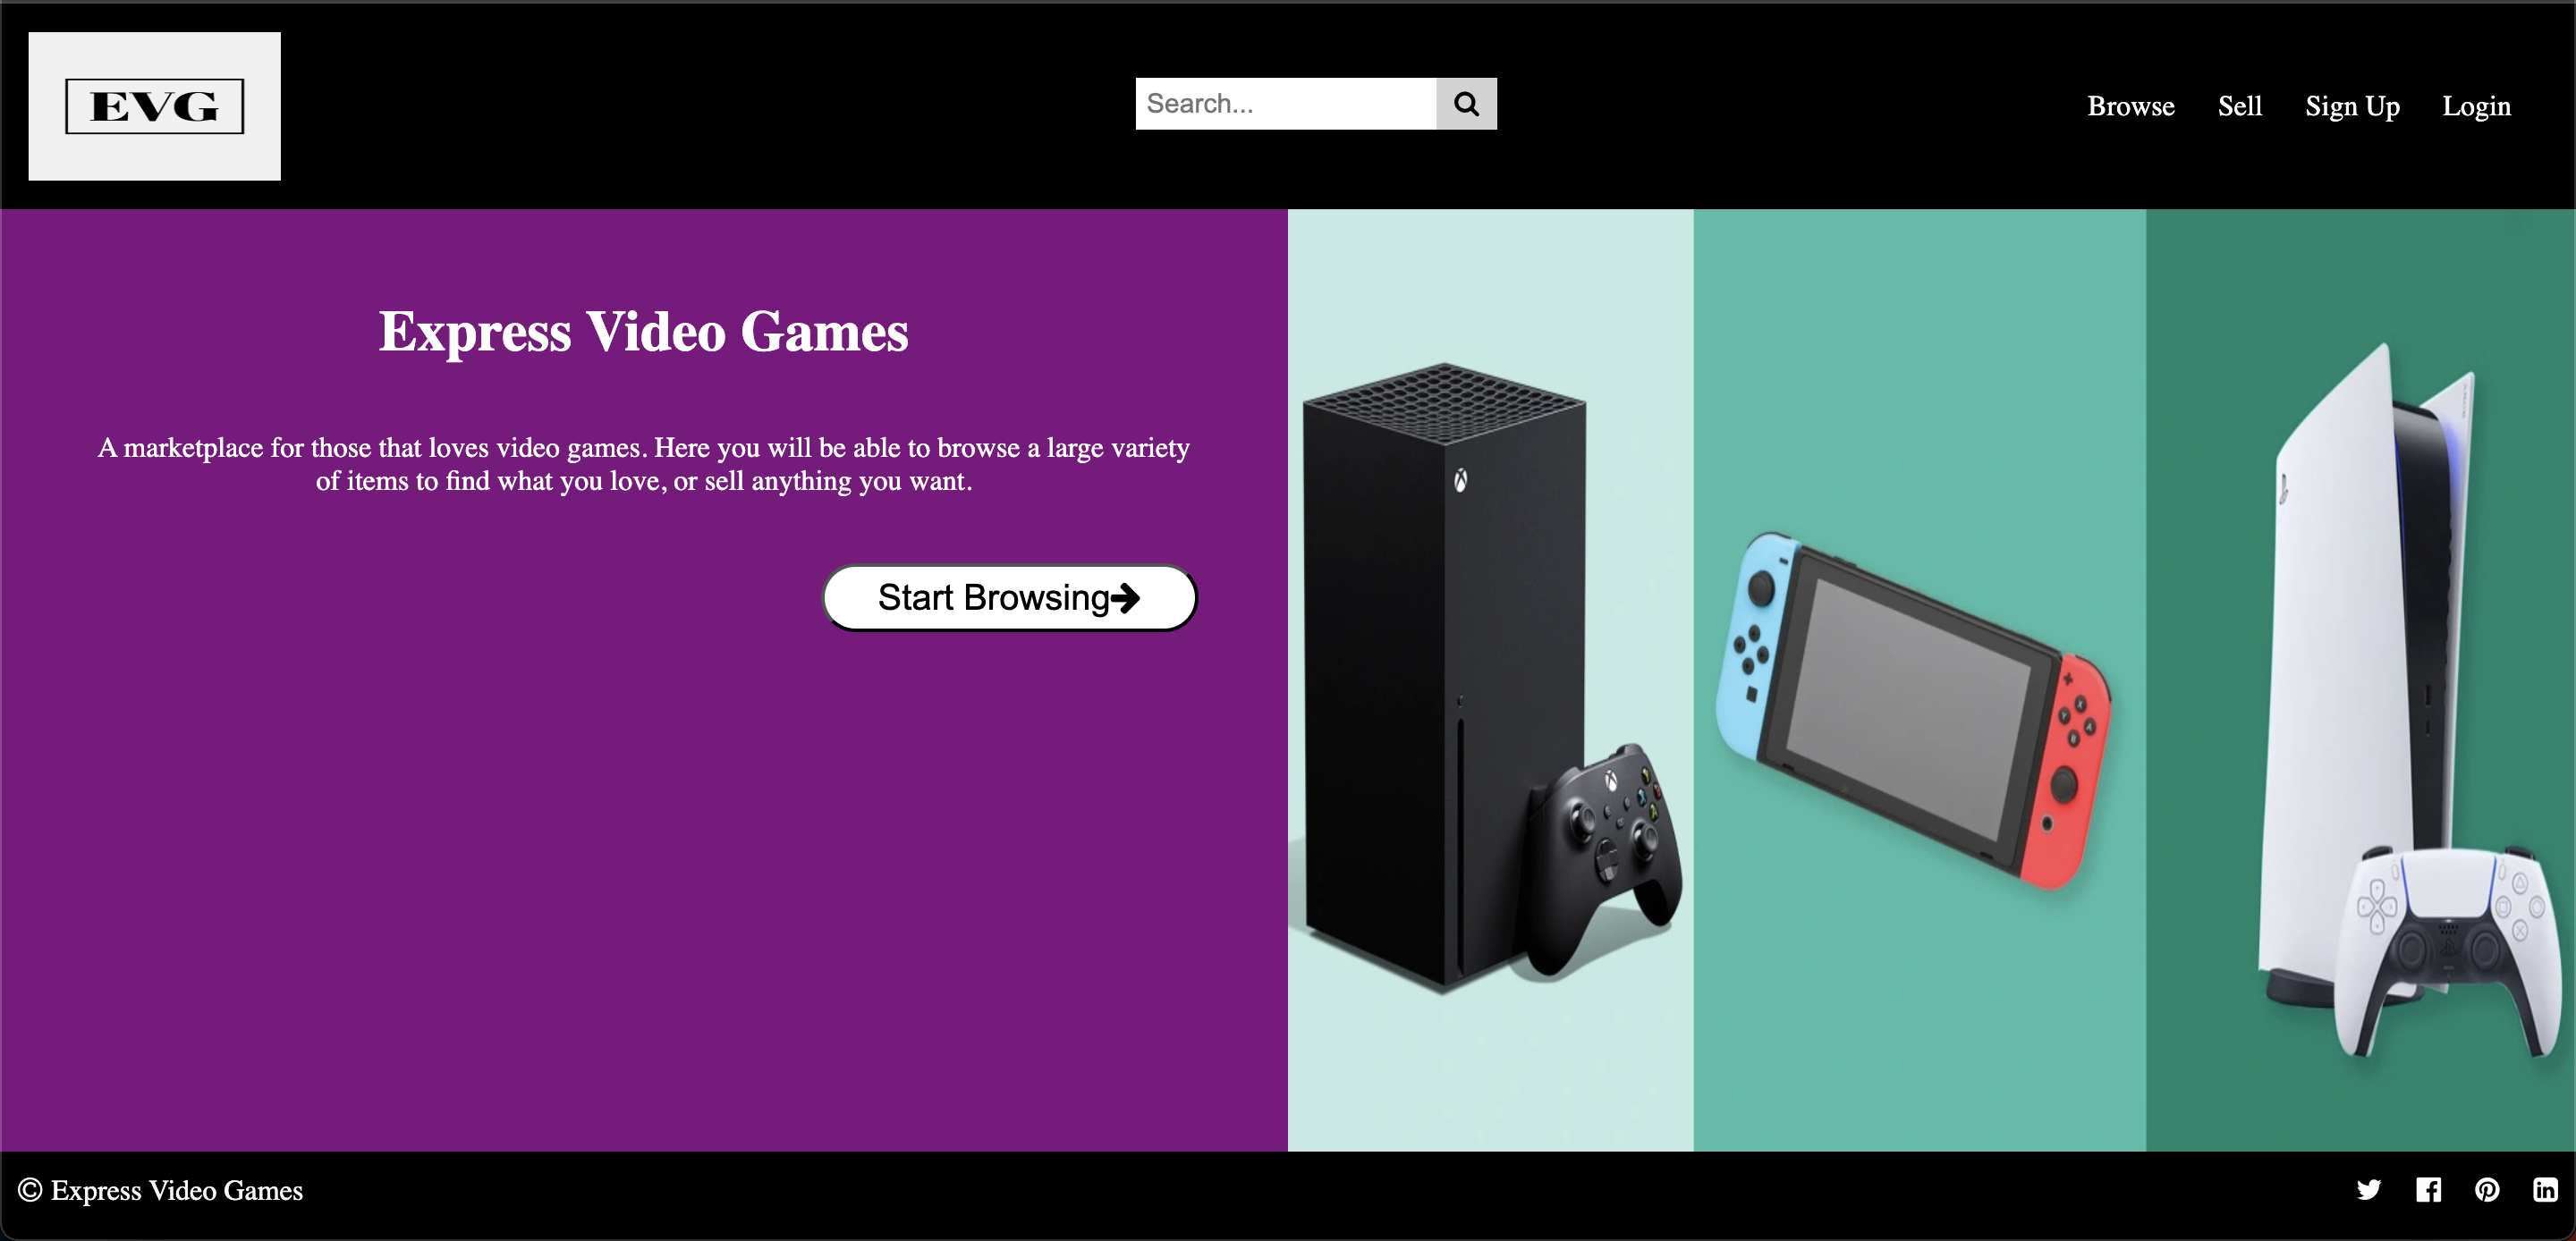 EVG
Search...
Browse Sell Sign Up Login
Express Video Games
A marketplace for those that loves video games. Here you will be able to browse a large variety
of items to find what you love, or sell anything you want.
Start Browsing
© Express Video Games